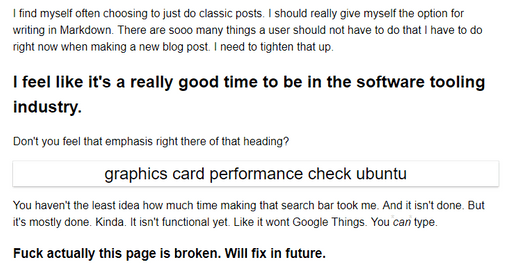 I find myself often choosing to just do classic posts. I should really give myself the option for
writing in Markdown. There are sooo many things a user should not have to do that I have to do
right now when making a new blog post. I need to tighten that up.
I feel like it's a really good time to be in the software tooling
industry.
Don't you feel that emphasis right there of that heading?
graphics card performance check ubuntu
You haven't the least idea how much time making that search bar took me. And it isn't done. But
it's mostly done. Kinda. It isn't functional yet. Like it wont Google Things. You can type.
Fuck actually this page is broken. Will fix in future.